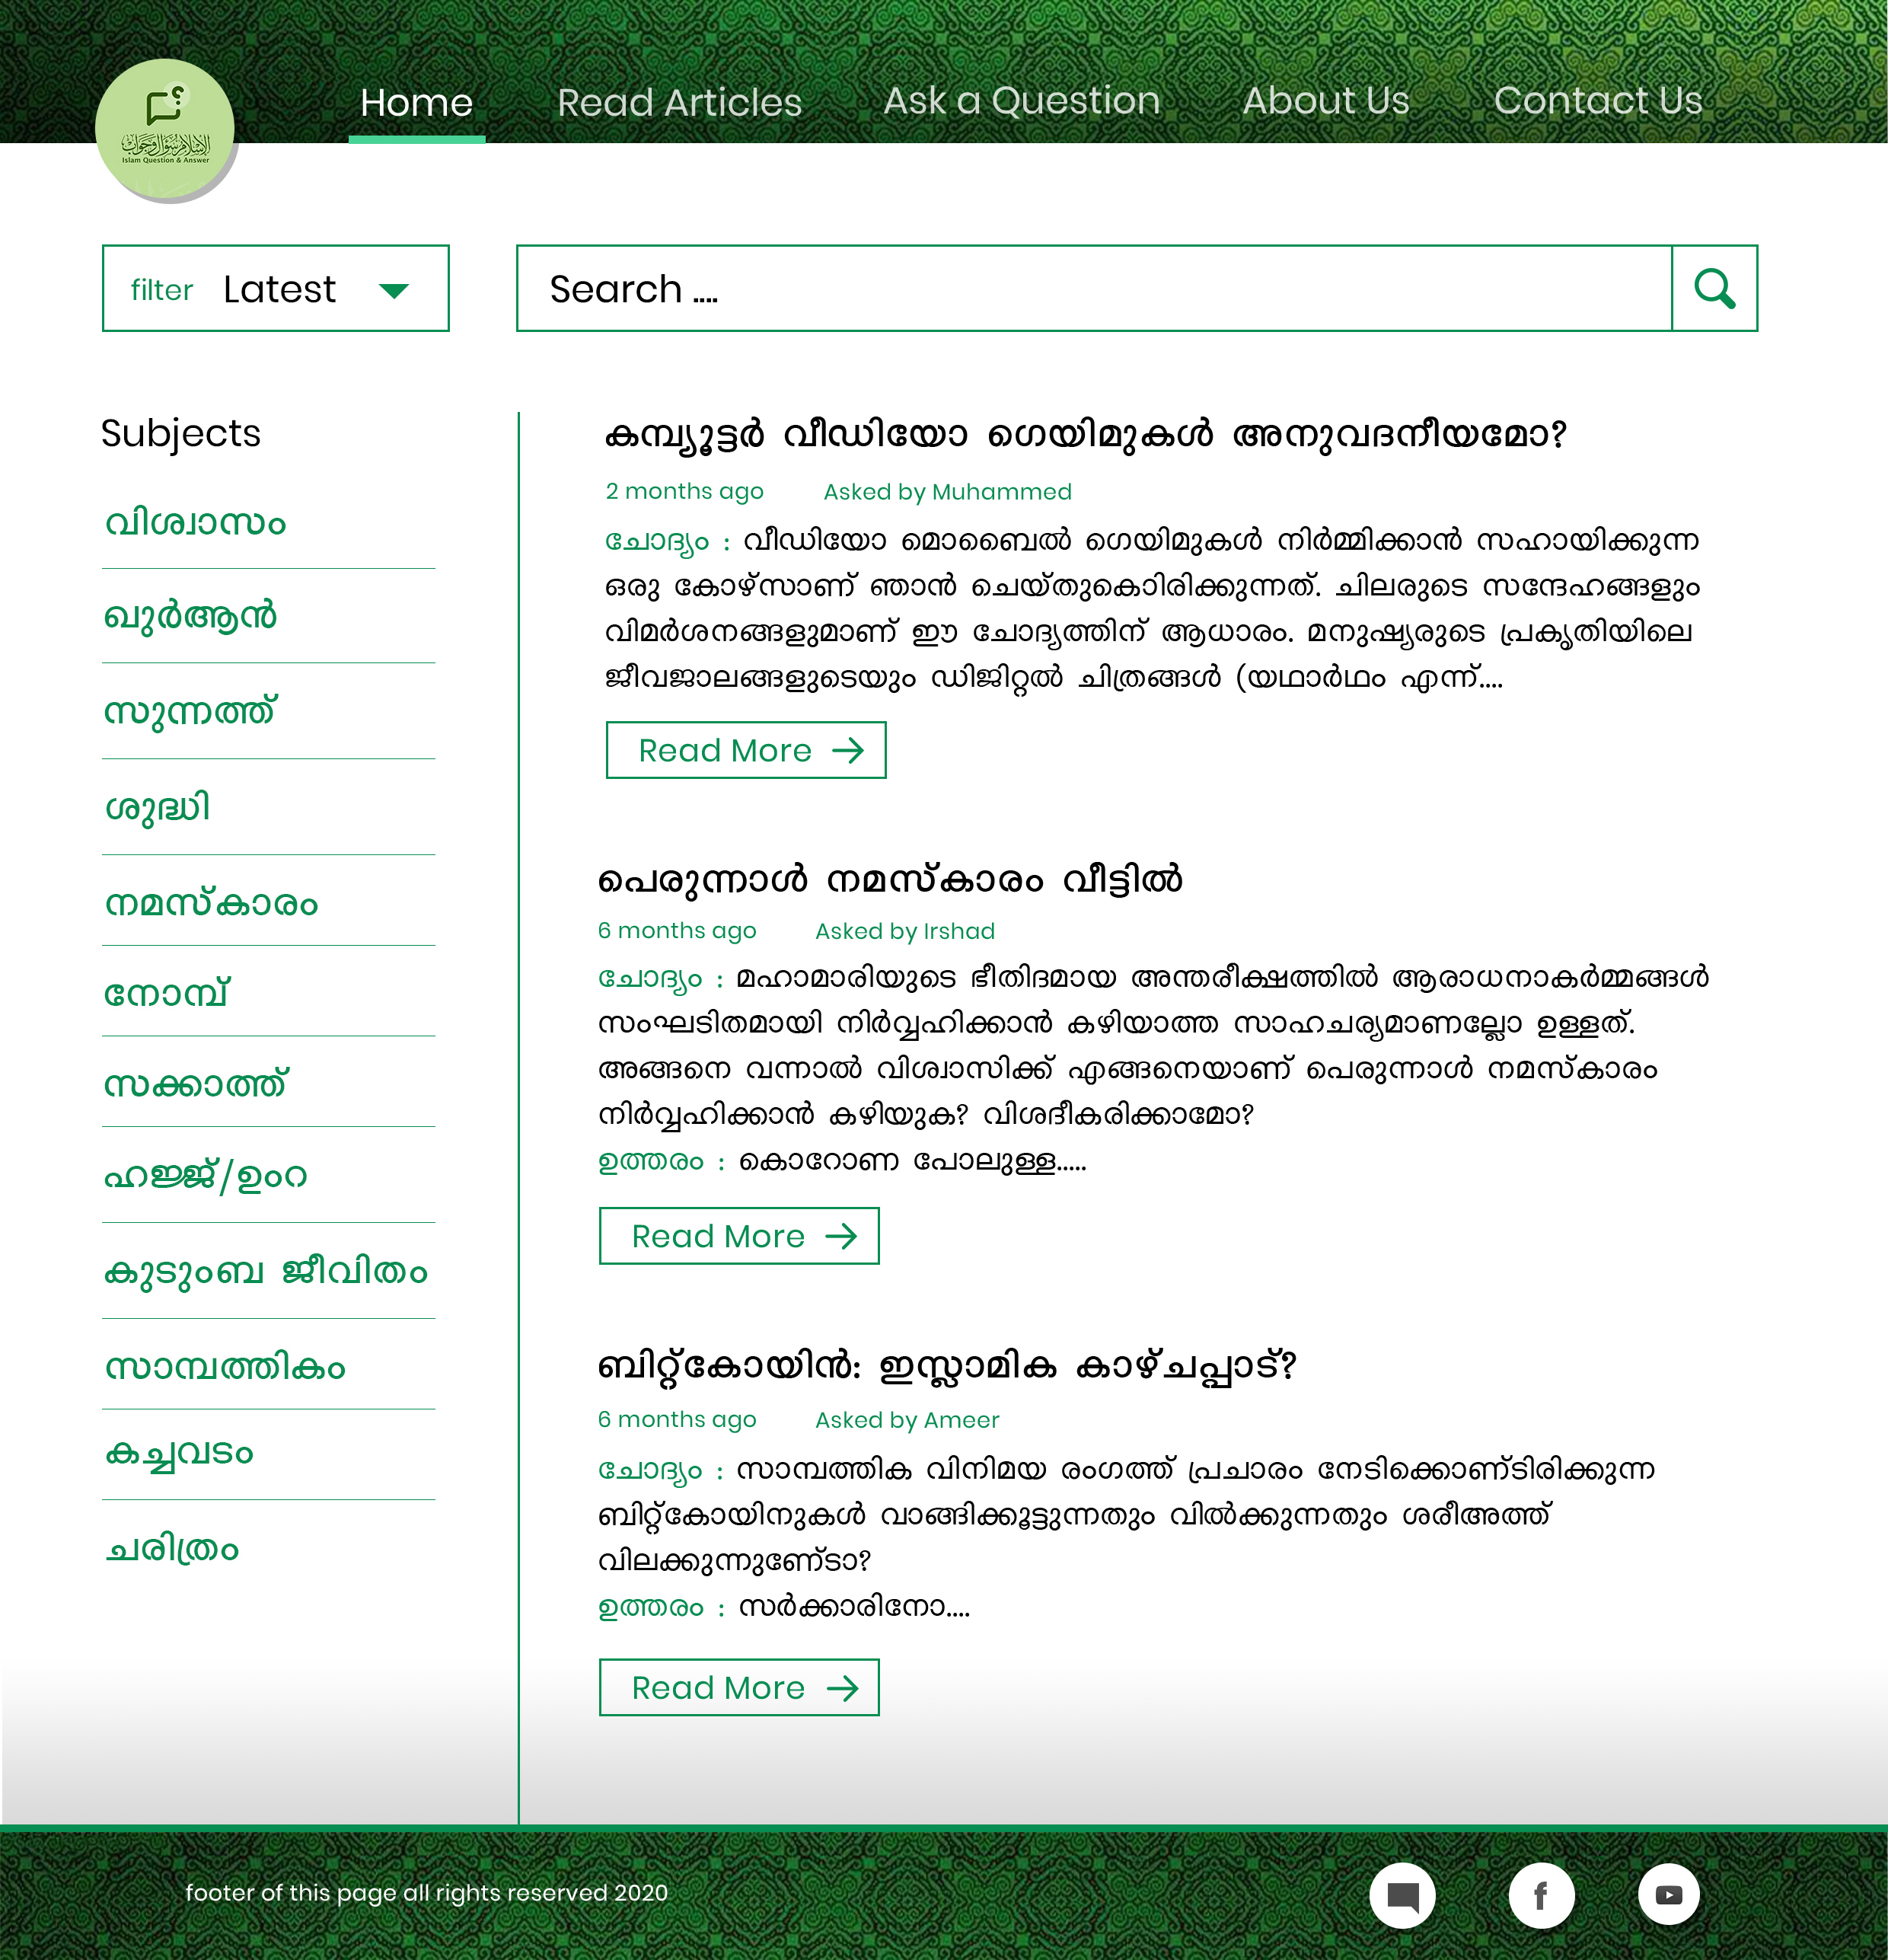 Home
Read Articles
Ask a Question
About Us
Contact Us
الإسلام سؤال وجواب
Islam Question & Answer
filter Latest
Search ....
Subjects
വിശ്വാസം
ഖുർആൻ
സുന്നത്ത്
ശുദ്ധി
നമസ്കാരം
നോമ്പ്
സക്കാത്ത്
ഹജ്ജ്/ഉംറ
കുടുംബ ജീവിതം
സാമ്പത്തികം
കച്ചവടം
ചരിത്രം
കമ്പ്യൂട്ടർ വീഡിയോ ഗെയിമുകൾ അനുവദനീയമോ?
2 months ago Asked by Muhammed
ചോദ്യം : വീഡിയോ മൊബൈൽ ഗെയിമുകൾ നിർമ്മിക്കാൻ സഹായിക്കുന്ന
ഒരു കോഴ്സാണ് ഞാൻ ചെയ്തുകൊിരിക്കുന്നത്. ചിലരുടെ സന്ദേഹങ്ങളും
വിമർശനങ്ങളുമാണ് ഈ ചോദ്യത്തിന് ആധാരം. മനുഷ്യരുടെ പ്രകൃതിയിലെ
ജീവജാലങ്ങളുടെയും ഡിജിറ്റൽ ചിത്രങ്ങൾ (യഥാർഥം എന്ന്....
Read More
പെരുന്നാൾ നമസ്കാരം വീട്ടിൽ
6 months ago Asked by Irshad
ചോദ്യം : മഹാമാരിയുടെ ഭീതിദമായ അന്തരീക്ഷത്തിൽ ആരാധനാകർമ്മങ്ങൾ
സംഘടിതമായി നിർവ്വഹിക്കാൻ കഴിയാത്ത സാഹചര്യമാണല്ലോ ഉള്ളത്.
അങ്ങനെ വന്നാൽ വിശ്വാസിക്ക് എങ്ങനെയാണ് പെരുന്നാൾ നമസ്കാരം
നിർവ്വഹിക്കാൻ കഴിയുക? വിശദീകരിക്കാമോ?
ഉത്തരം : കൊറോണ പോലുള്ള.....
Read More
ബിറ്റ്കോയിൻ: ഇസ്ലാമിക കാഴ്ചപ്പാട്?
6 months ago Asked by Ameer
ചോദ്യം : സാമ്പത്തിക വിനിമയ രംഗത്ത് പ്രചാരം നേടിക്കൊണ്ടിരിക്കുന്ന
ബിറ്റ്കോയിനുകൾ വാങ്ങിക്കൂട്ടുന്നതും വിൽക്കുന്നതും ശരീഅത്ത്
വിലക്കുന്നുണ്ടോ?
ഉത്തരം : സർക്കാരിനോ....
Read More
footer of this page all rights reserved 2020